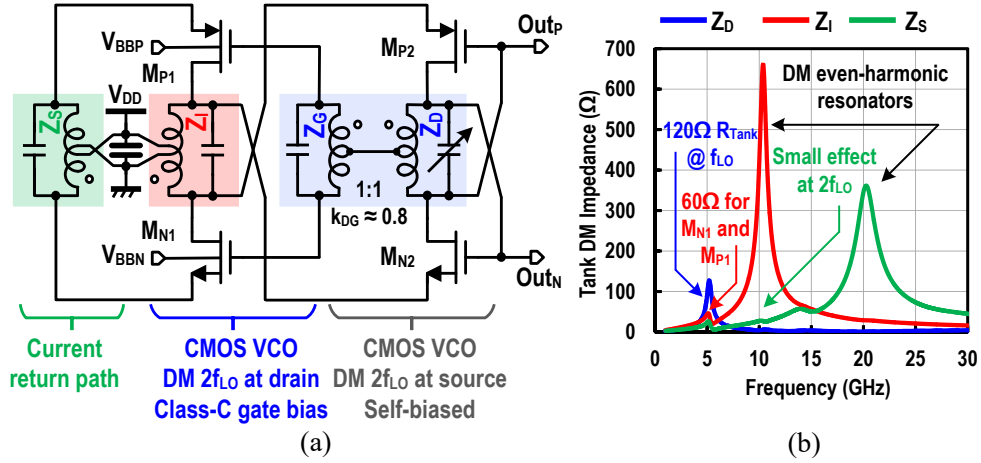 V_BBP
M_P1
V_DD
Z_S
Z_I
M_N1
V_BBN
M_P2
Out_P
Z_G
Z_D
1:1
k_DG ≈ 0.8
M_N2
Out_N
Current
return path
CMOS VCO
DM 2f_LO at drain
Class-C gate bias
CMOS VCO
DM 2f_LO at source
Self-biased
(a)
Z_D
Z_I
Z_S
Tank DM Impedance (Ω)
700
600
500
400
300
200
100
0
DM even-harmonic
resonators
120Ω R_Tank
@ f_LO
Small effect
at 2f_LO
60Ω for
M_N1 and
M_P1
0 5 10 15 20 25 30
Frequency (GHz)
(b)